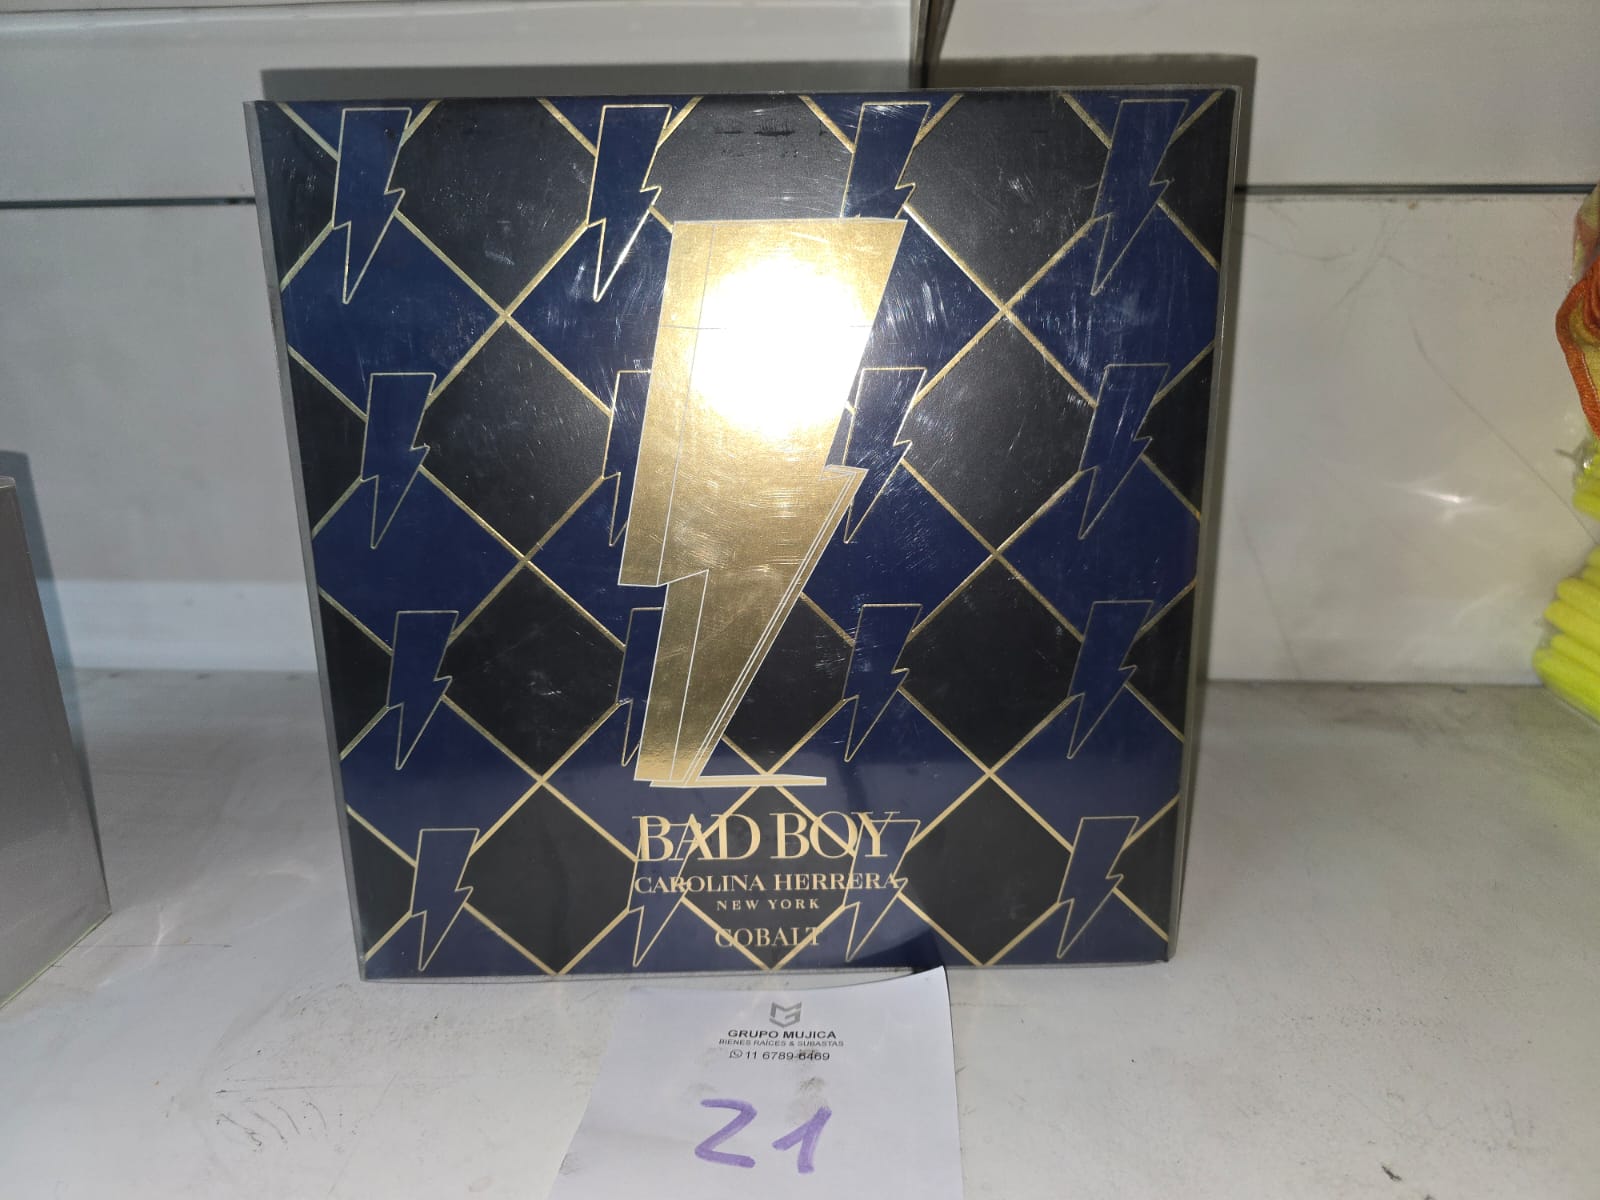 BAD BOY
CAROLINA HERRERA
NEW YORK
COBALT
GRUPO MUJICA
BIENES RAÍCES & SUBASTAS
11 6789-6469
21